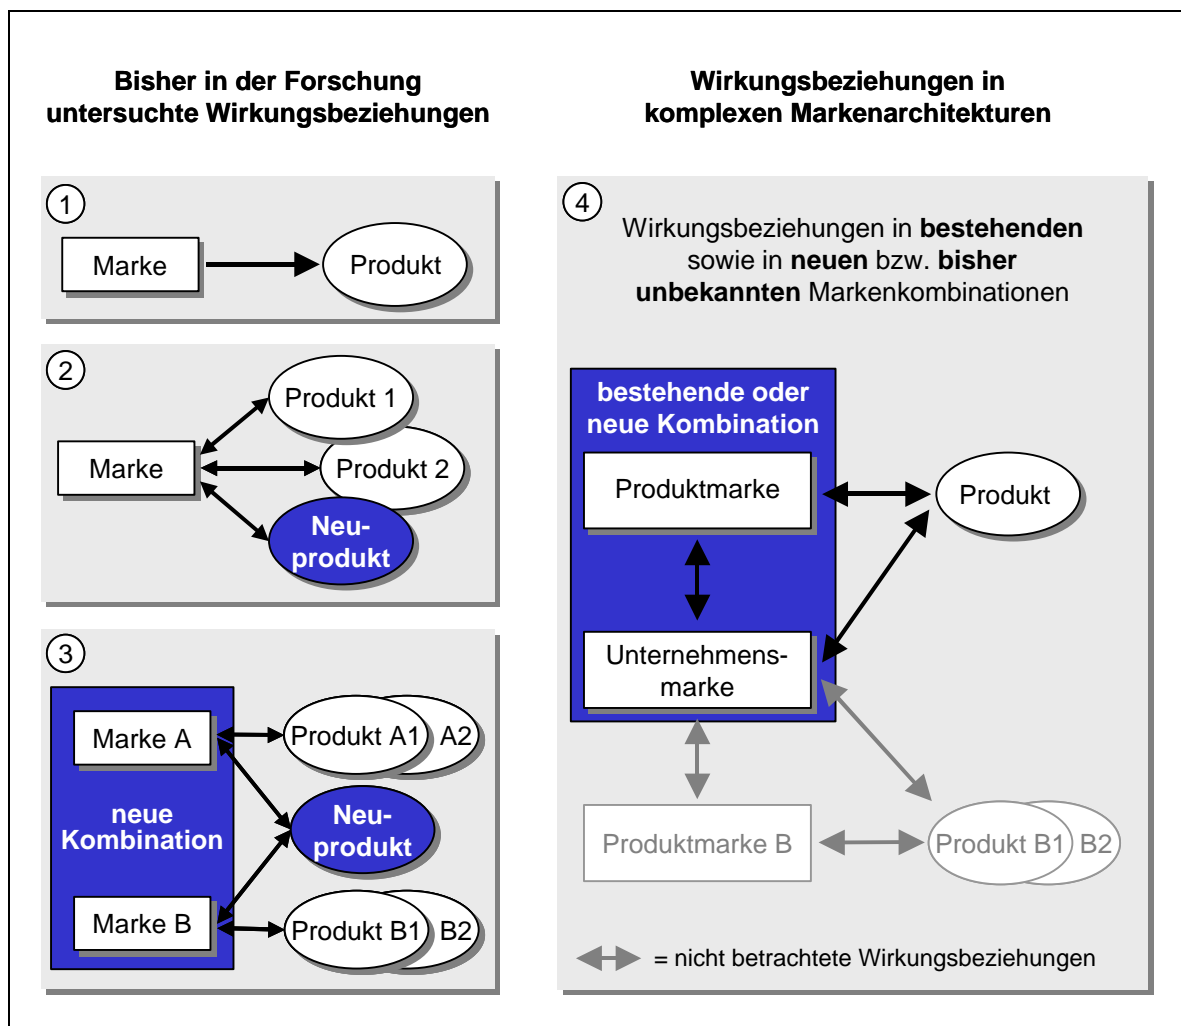 Bisher in der Forschung
untersuchte Wirkungsbeziehungen
1
Marke
Produkt
2
Produkt 1
Marke
Produkt 2
Neu-
produkt
3
Marke A
Produkt A1
A2
neue
Kombination
Neu-
produkt
Marke B
Produkt B1
B2
Wirkungsbeziehungen in
komplexen Markenarchitekturen
4
Wirkungsbeziehungen in bestehenden
sowie in neuen bzw. bisher
unbekannten Markenkombinationen
bestehende oder
neue Kombination
Produktmarke
Produkt
Unternehmens-
marke
Produktmarke B
Produkt B1
B2
= nicht betrachtete Wirkungsbeziehungen